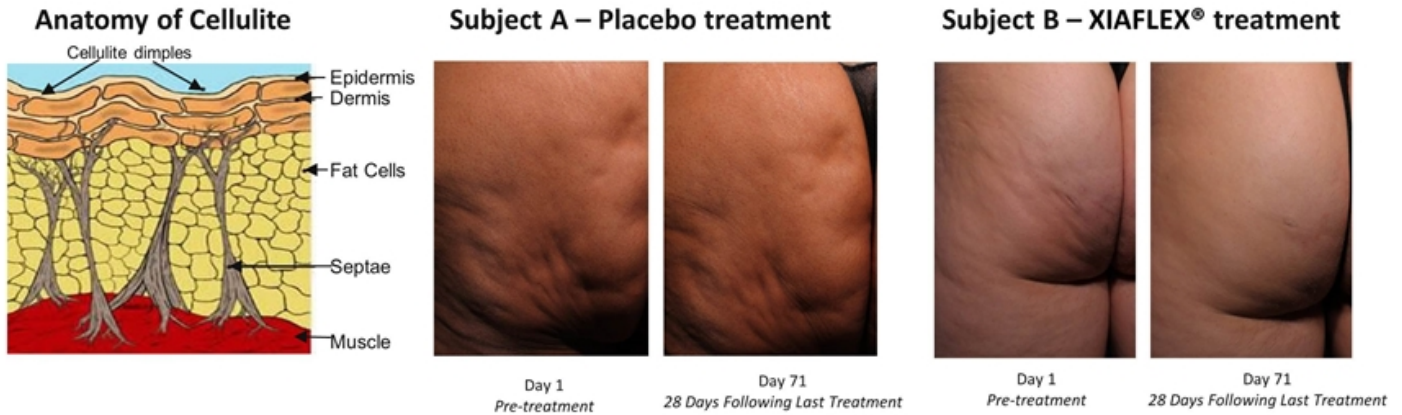 Anatomy of Cellulite
Cellulite dimples
Epidermis
Dermis
Fat Cells
Septae
Muscle
Subject A – Placebo treatment
Day 1
Pre-treatment
Day 71
28 Days Following Last Treatment
Subject B – XIAFLEX® treatment
Day 1
Pre-treatment
Day 71
28 Days Following Last Treatment